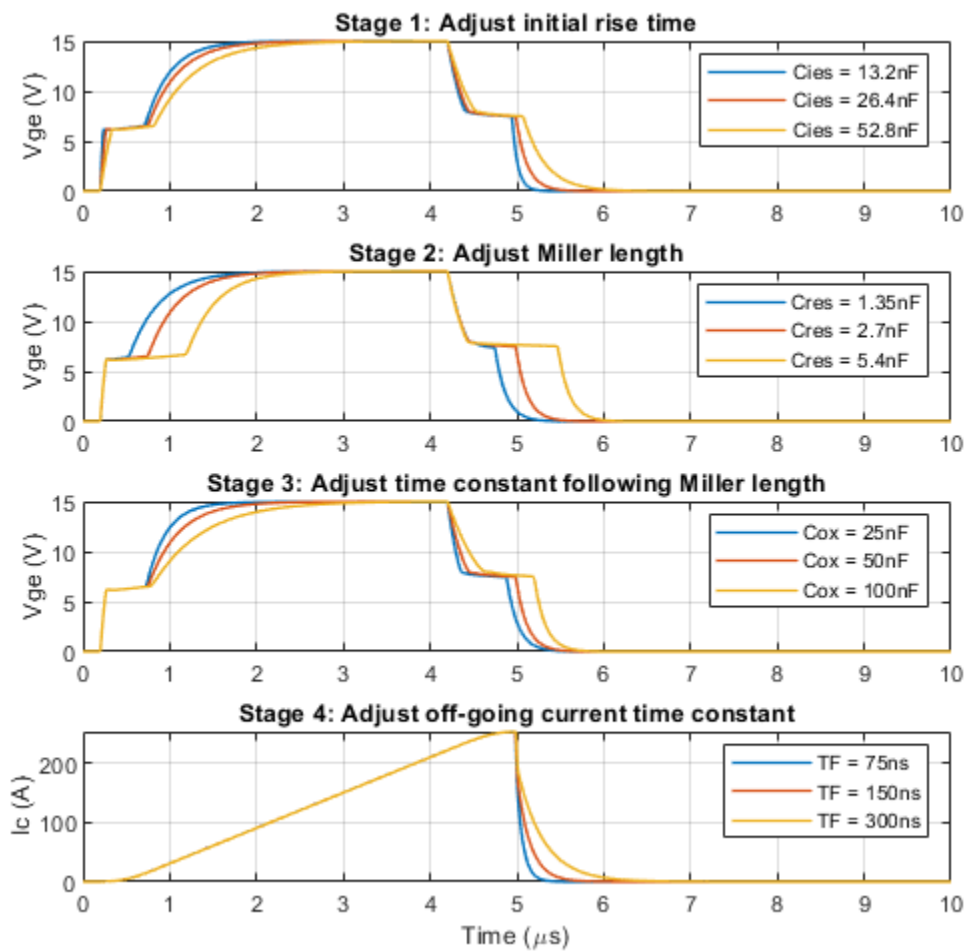 Stage 1: Adjust initial rise time
Vge (V)
15
10
5
0
Cies = 13.2nF
Cies = 26.4nF
Cies = 52.8nF
0 1 2 3 4 5 6 7 8 9 10
Stage 2: Adjust Miller length
Vge (V)
15
10
5
0
Cres = 1.35nF
Cres = 2.7nF
Cres = 5.4nF
0 1 2 3 4 5 6 7 8 9 10
Stage 3: Adjust time constant following Miller length
Vge (V)
15
10
5
0
Cox = 25nF
Cox = 50nF
Cox = 100nF
0 1 2 3 4 5 6 7 8 9 10
Stage 4: Adjust off-going current time constant
Ic (A)
200
100
0
TF = 75ns
TF = 150ns
TF = 300ns
0 1 2 3 4 5 6 7 8 9 10
Time (μs)